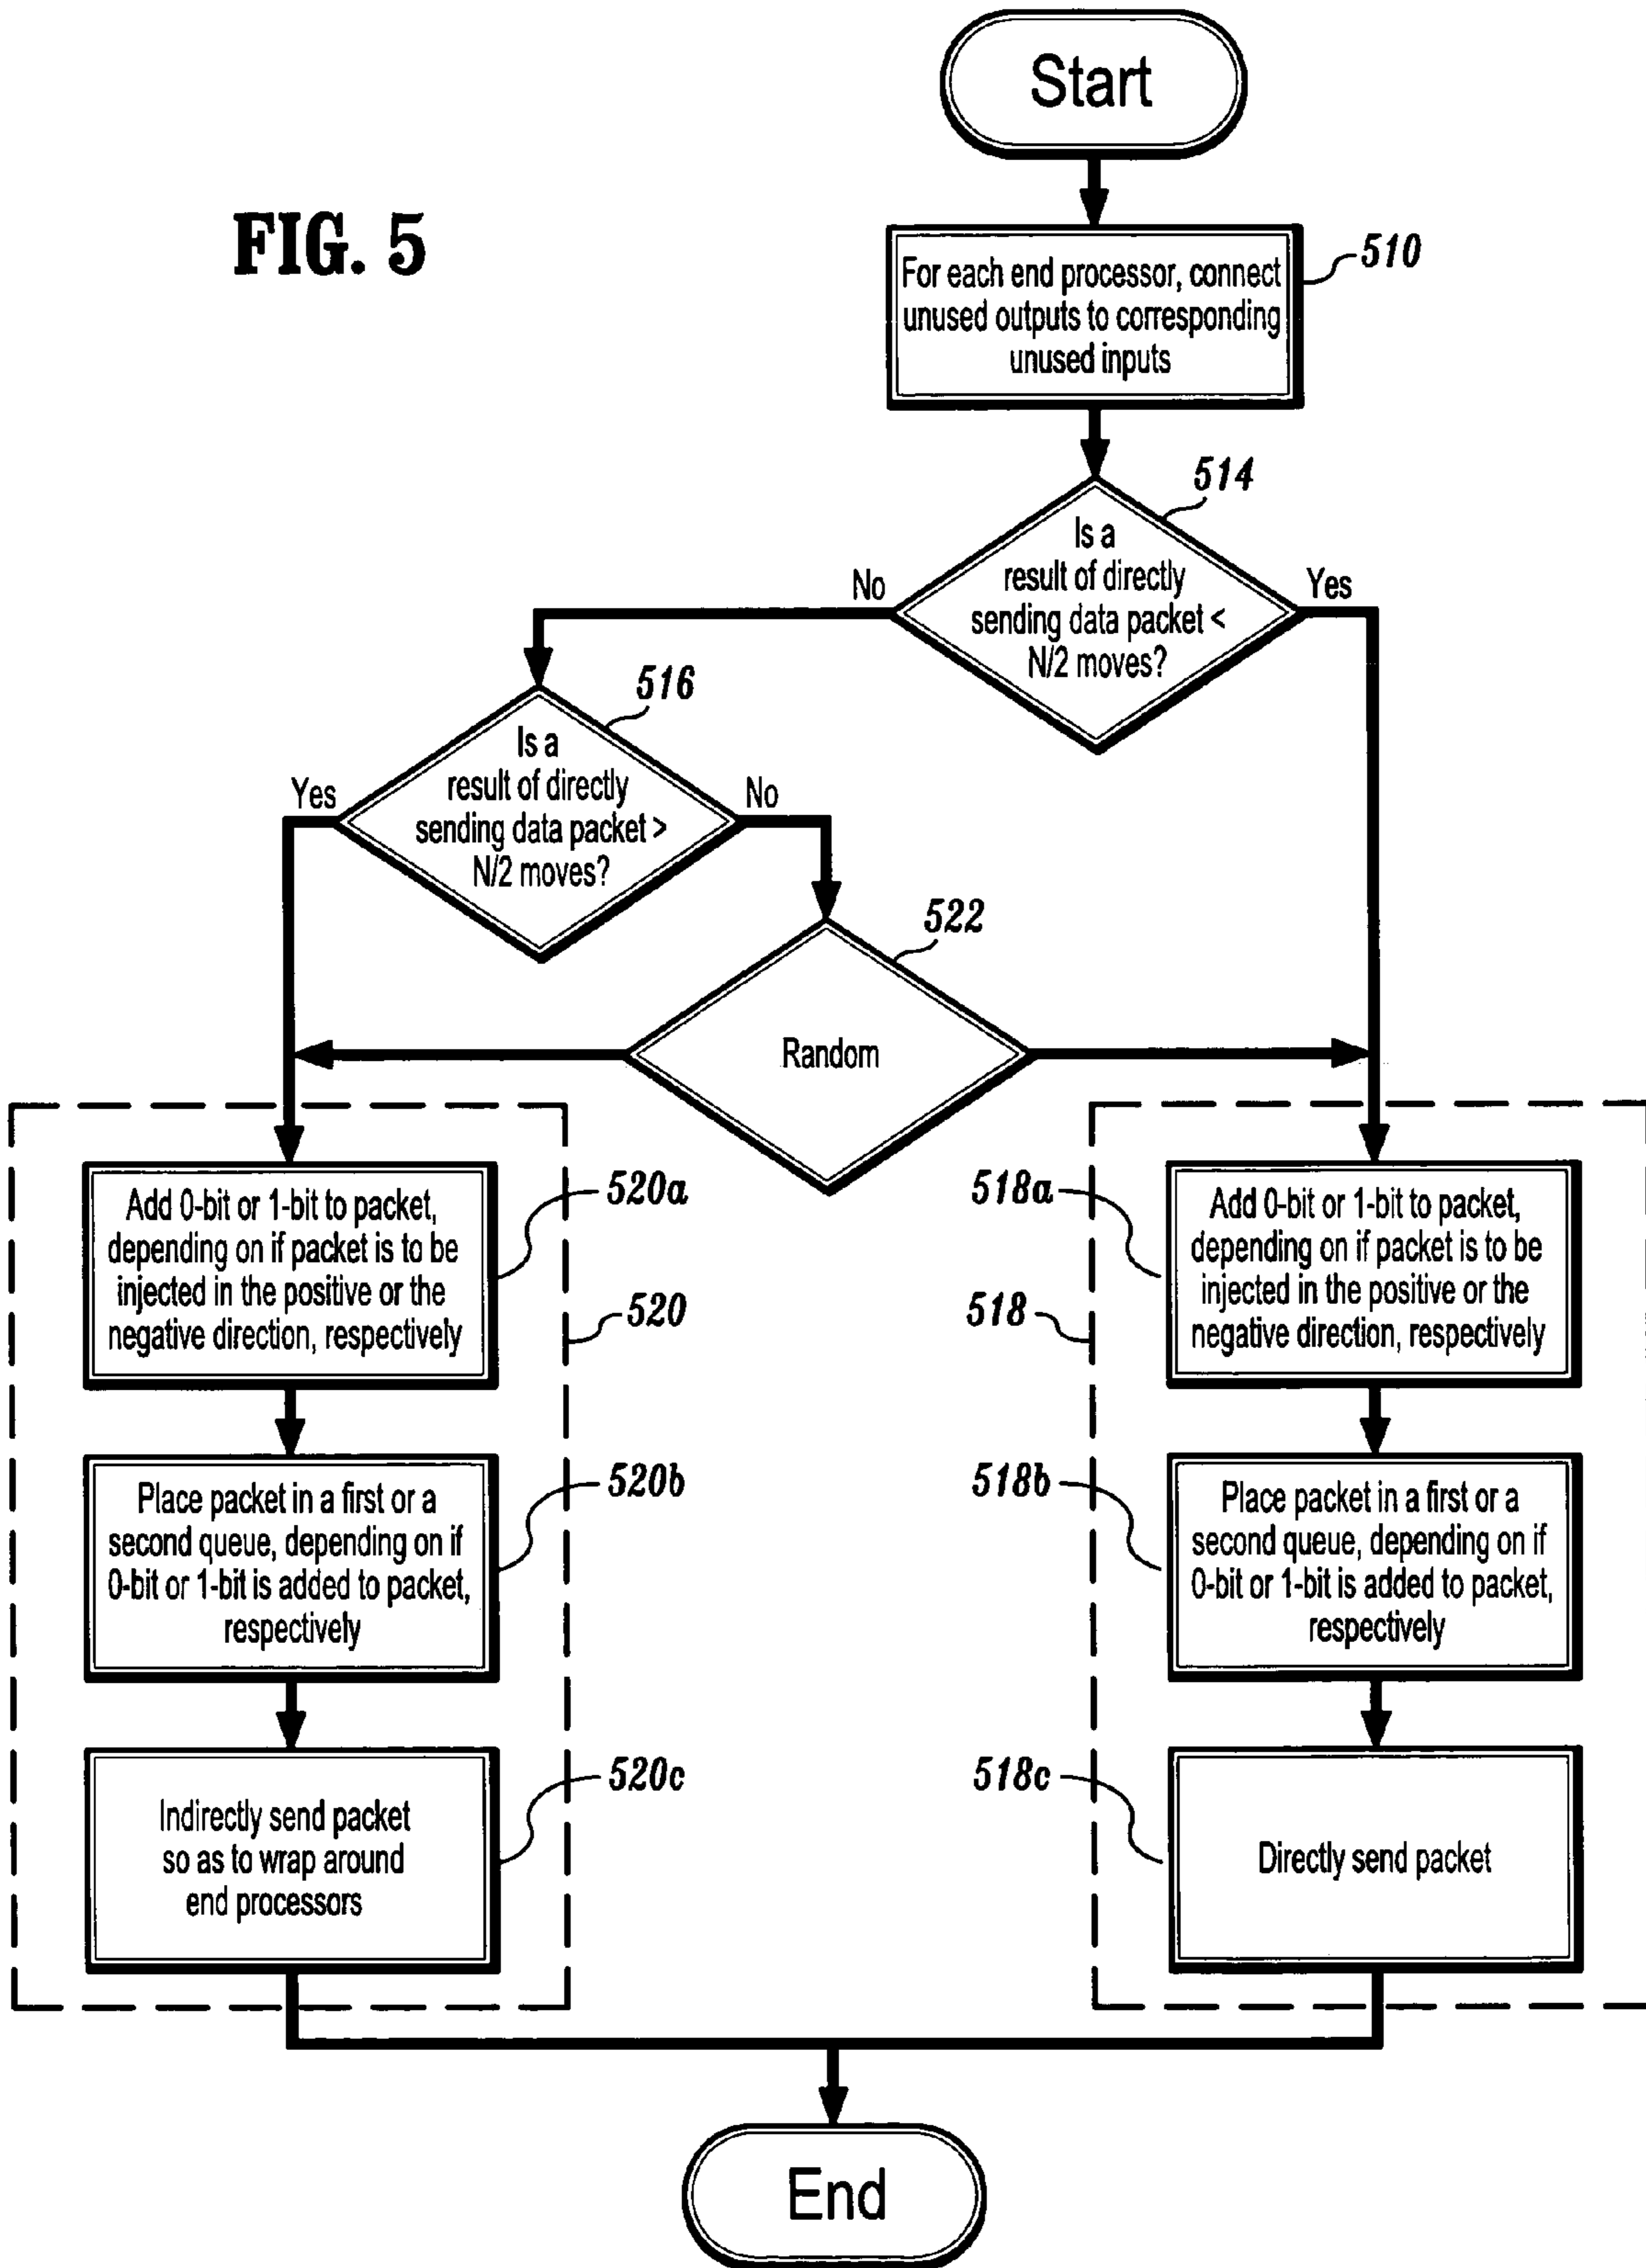 Start
FIG. 5
510
For each end processor, connect
unused outputs to corresponding
unused inputs
514
Is a
result of directly
sending data packet <
N/2 moves?
No
Yes
516
Is a
result of directly
sending data packet >
N/2 moves?
Yes
No
522
Random
Add 0-bit or 1-bit to packet,
depending on if packet is to be
injected in the positive or the
negative direction, respectively
520a
520
518a
518
Add 0-bit or 1-bit to packet,
depending on if packet is to be
injected in the positive or the
negative direction, respectively
Place packet in a first or a
second queue, depending on if
0-bit or 1-bit is added to packet,
respectively
520b
518b
Place packet in a first or a
second queue, depending on if
0-bit or 1-bit is added to packet,
respectively
Indirectly send packet
so as to wrap around
end processors
520c
518c
Directly send packet
End